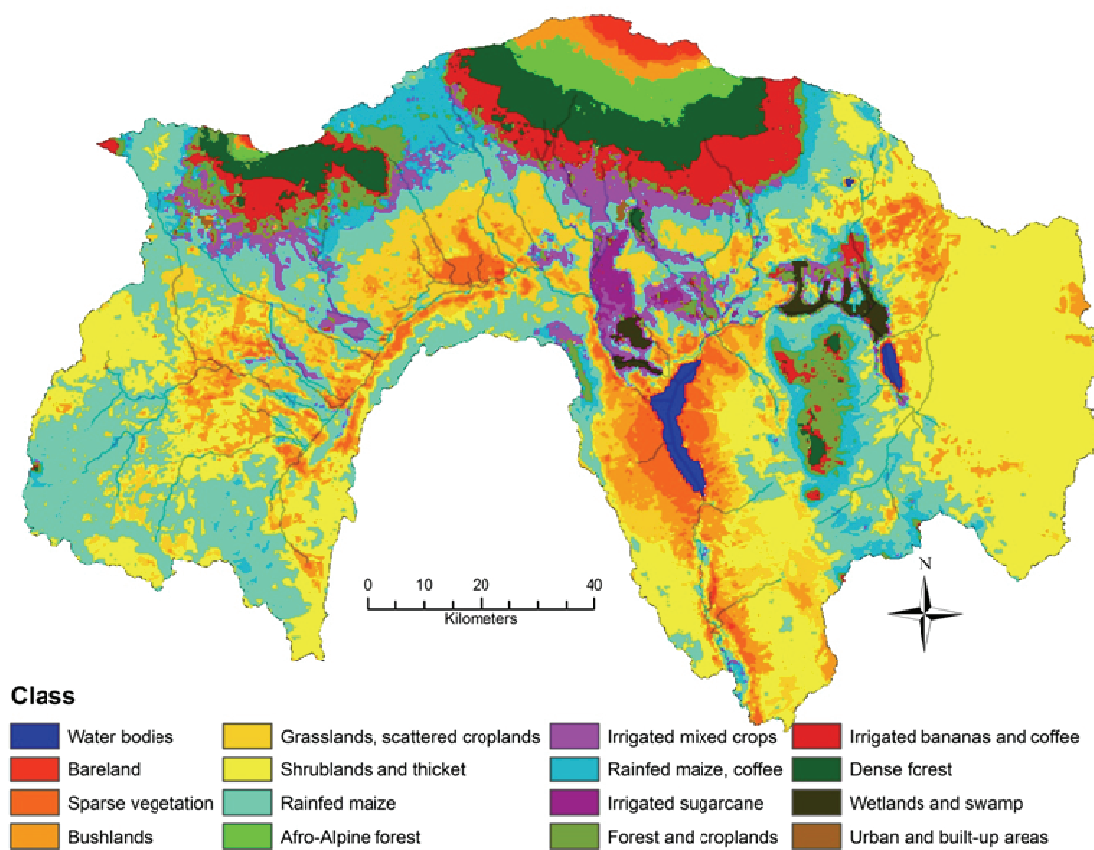 0 10 20 40
Kilometers
N
Class
Water bodies
Bareland
Sparse vegetation
Bushlands
Grasslands, scattered croplands
Shrublands and thicket
Rainfed maize
Afro-Alpine forest
Irrigated mixed crops
Rainfed maize, coffee
Irrigated sugarcane
Forest and croplands
Irrigated bananas and coffee
Dense forest
Wetlands and swamp
Urban and built-up areas